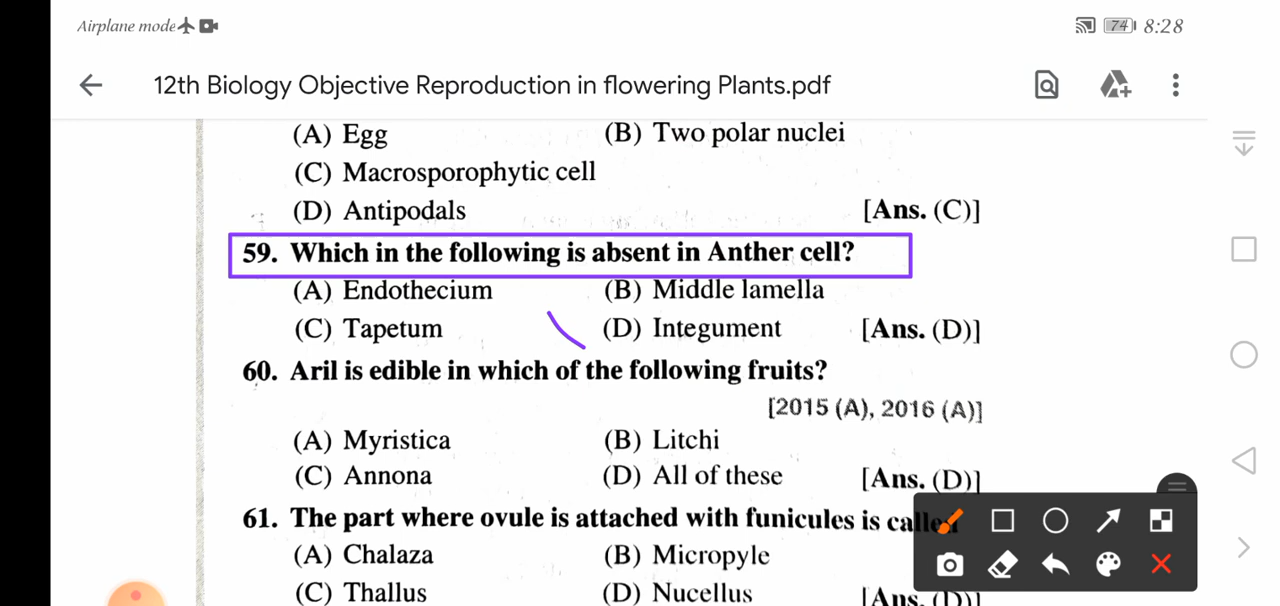 Airplane mode
74 8:28
12th Biology Objective Reproduction in flowering Plants.pdf
(A) Egg (B) Two polar nuclei
(C) Macrosporophytic cell
(D) Antipodals [Ans. (C)]
59. Which in the following is absent in Anther cell?
(A) Endothecium (B) Middle lamella
(C) Tapetum (D) Integument [Ans. (D)]
60. Aril is edible in which of the following fruits?
[2015 (A), 2016 (A)]
(A) Myristica (B) Litchi
(C) Annona (D) All of these [Ans. (D)]
61. The part where ovule is attached with funicules is called
(A) Chalaza (B) Micropyle
(C) Thallus (D) Nucellus [Ans. (D)]